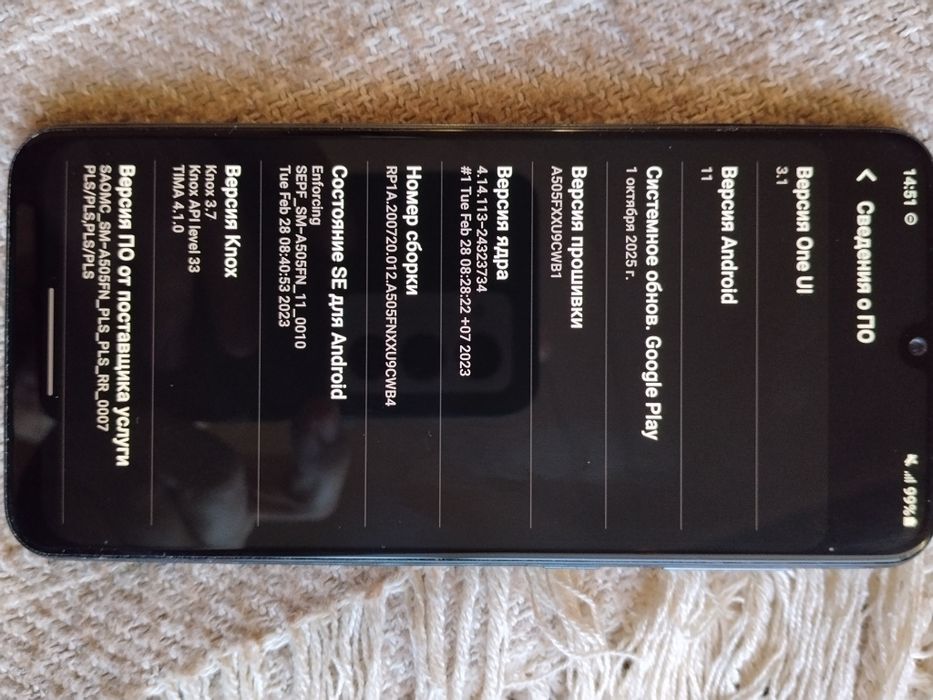 14:51
99%
Сведения о ПО
Версия One UI
3.1
Версия Android
11
Системное обнов. Google Play
1 октября 2025 г.
Версия прошивки
A505FXXU9CWB1
Версия ядра
4.14.113-24323734
#1 Tue Feb 28 08:28:22 +07 2023
Номер сборки
RP1A.200720.012.A505FNXXU9CWB4
Состояние SE для Android
Enforcing
SEPF_SM-A505FN_11_0010
Tue Feb 28 08:40:53 2023
Версия Knox
Knox 3.7
Knox API level 33
TIMA 4.1.0
Версия ПО от поставщика услуги
SAOMC_SM-A505FN_PLS_PLS_RR_0007
PLS/PLS,PLS/PLS